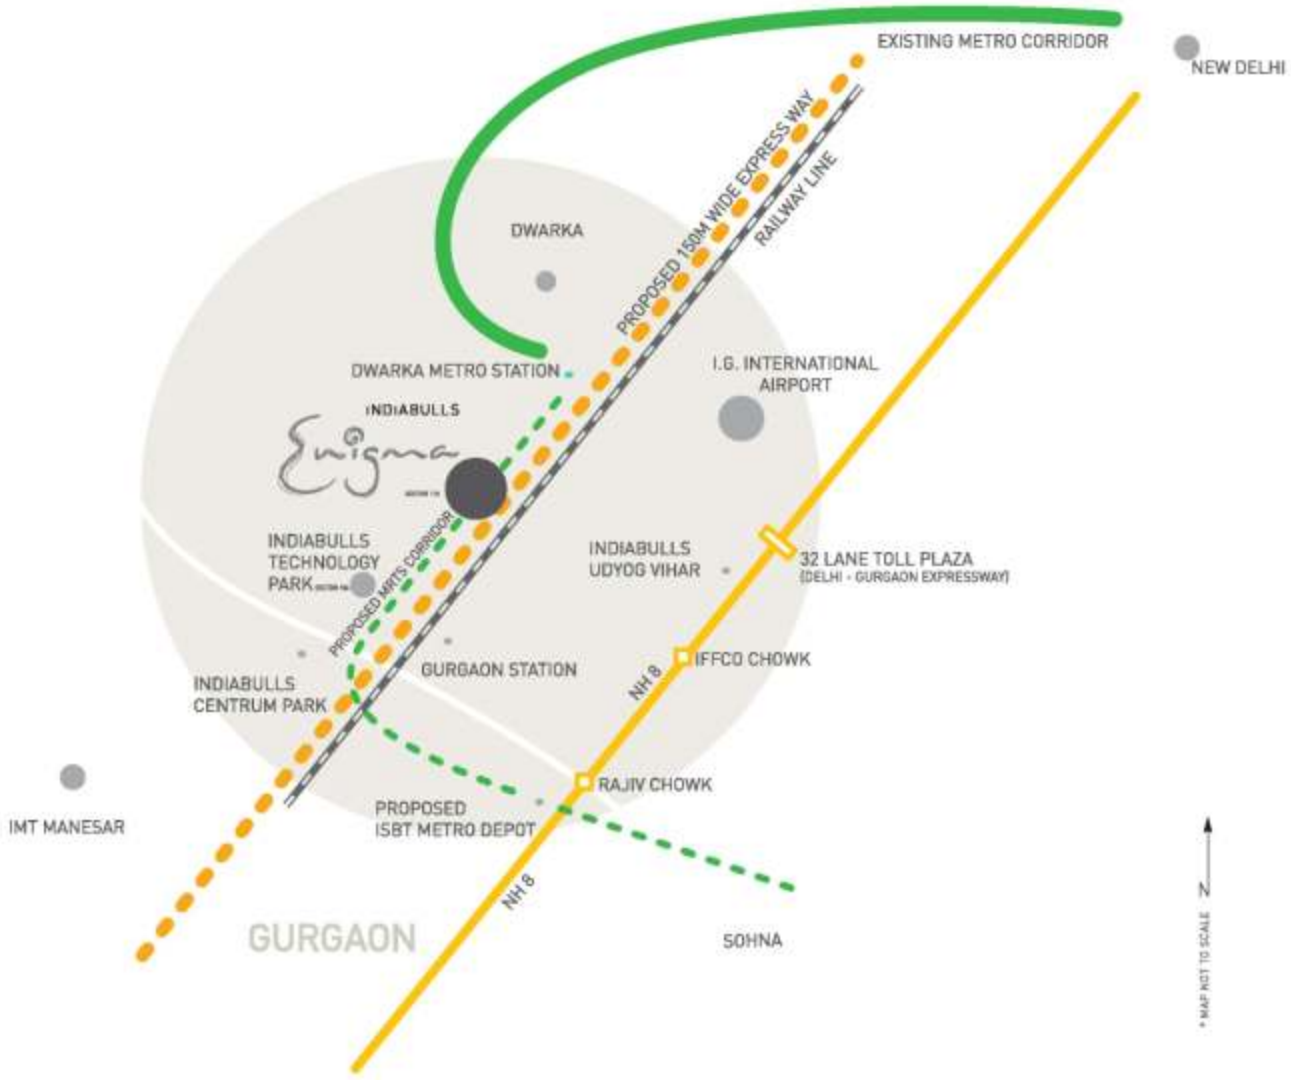 EXISTING METRO CORRIDOR
NEW DELHI
PROPOSED 150M WIDE EXPRESS WAY
RAILWAY LINE
DWARKA
DWARKA METRO STATION
I.G. INTERNATIONAL
AIRPORT
INDIABULLS
Enigma
PROPOSED MRTS CORRIDOR
INDIABULLS
TECHNOLOGY
PARK
INDIABULLS
UDYOG VIHAR
32 LANE TOLL PLAZA
(DELHI - GURGAON EXPRESSWAY)
IFFCO CHOWK
GURGAON STATION
NH 8
INDIABULLS
CENTRUM PARK
RAJIV CHOWK
PROPOSED
ISBT METRO DEPOT
IMT MANESAR
NH 8
GURGAON
SOHNA
N
* MAP NOT TO SCALE